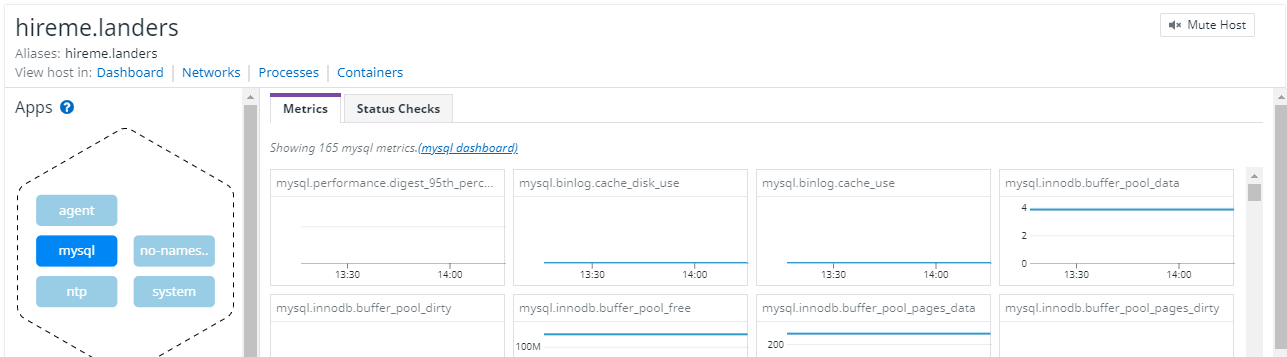 hireme.landers
Mute Host
Aliases: hireme.landers
View host in: Dashboard Networks Processes Containers
Apps ?
agent
mysql
no-names..
ntp
system
Metrics
Status Checks
Showing 165 mysql metrics.(mysql dashboard)
mysql.performance.digest_95th_perc...
13:30 14:00
mysql.binlog.cache_disk_use
13:30 14:00
mysql.binlog.cache_use
13:30 14:00
mysql.innodb.buffer_pool_data
4
2
0
13:30 14:00
mysql.innodb.buffer_pool_dirty
mysql.innodb.buffer_pool_free
100M
mysql.innodb.buffer_pool_pages_data
200
mysql.innodb.buffer_pool_pages_dirty